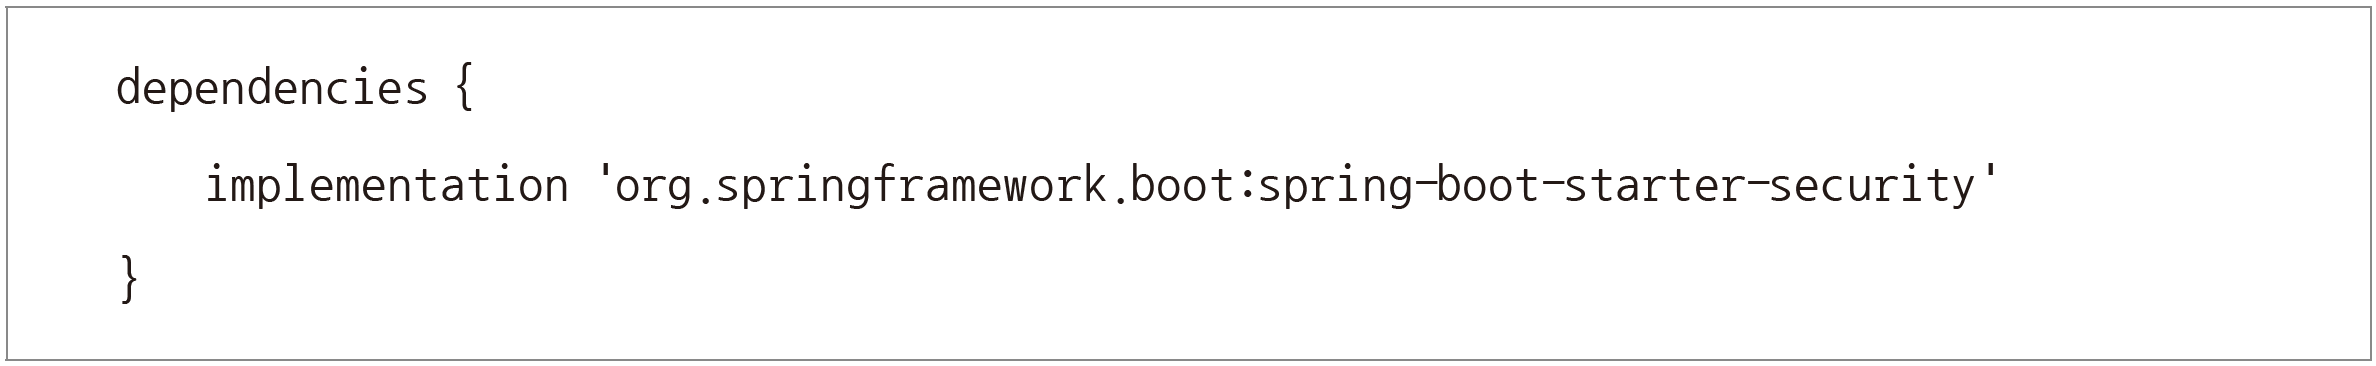 dependencies {
implementation 'org.springframework.boot:spring-boot-starter-security'
}